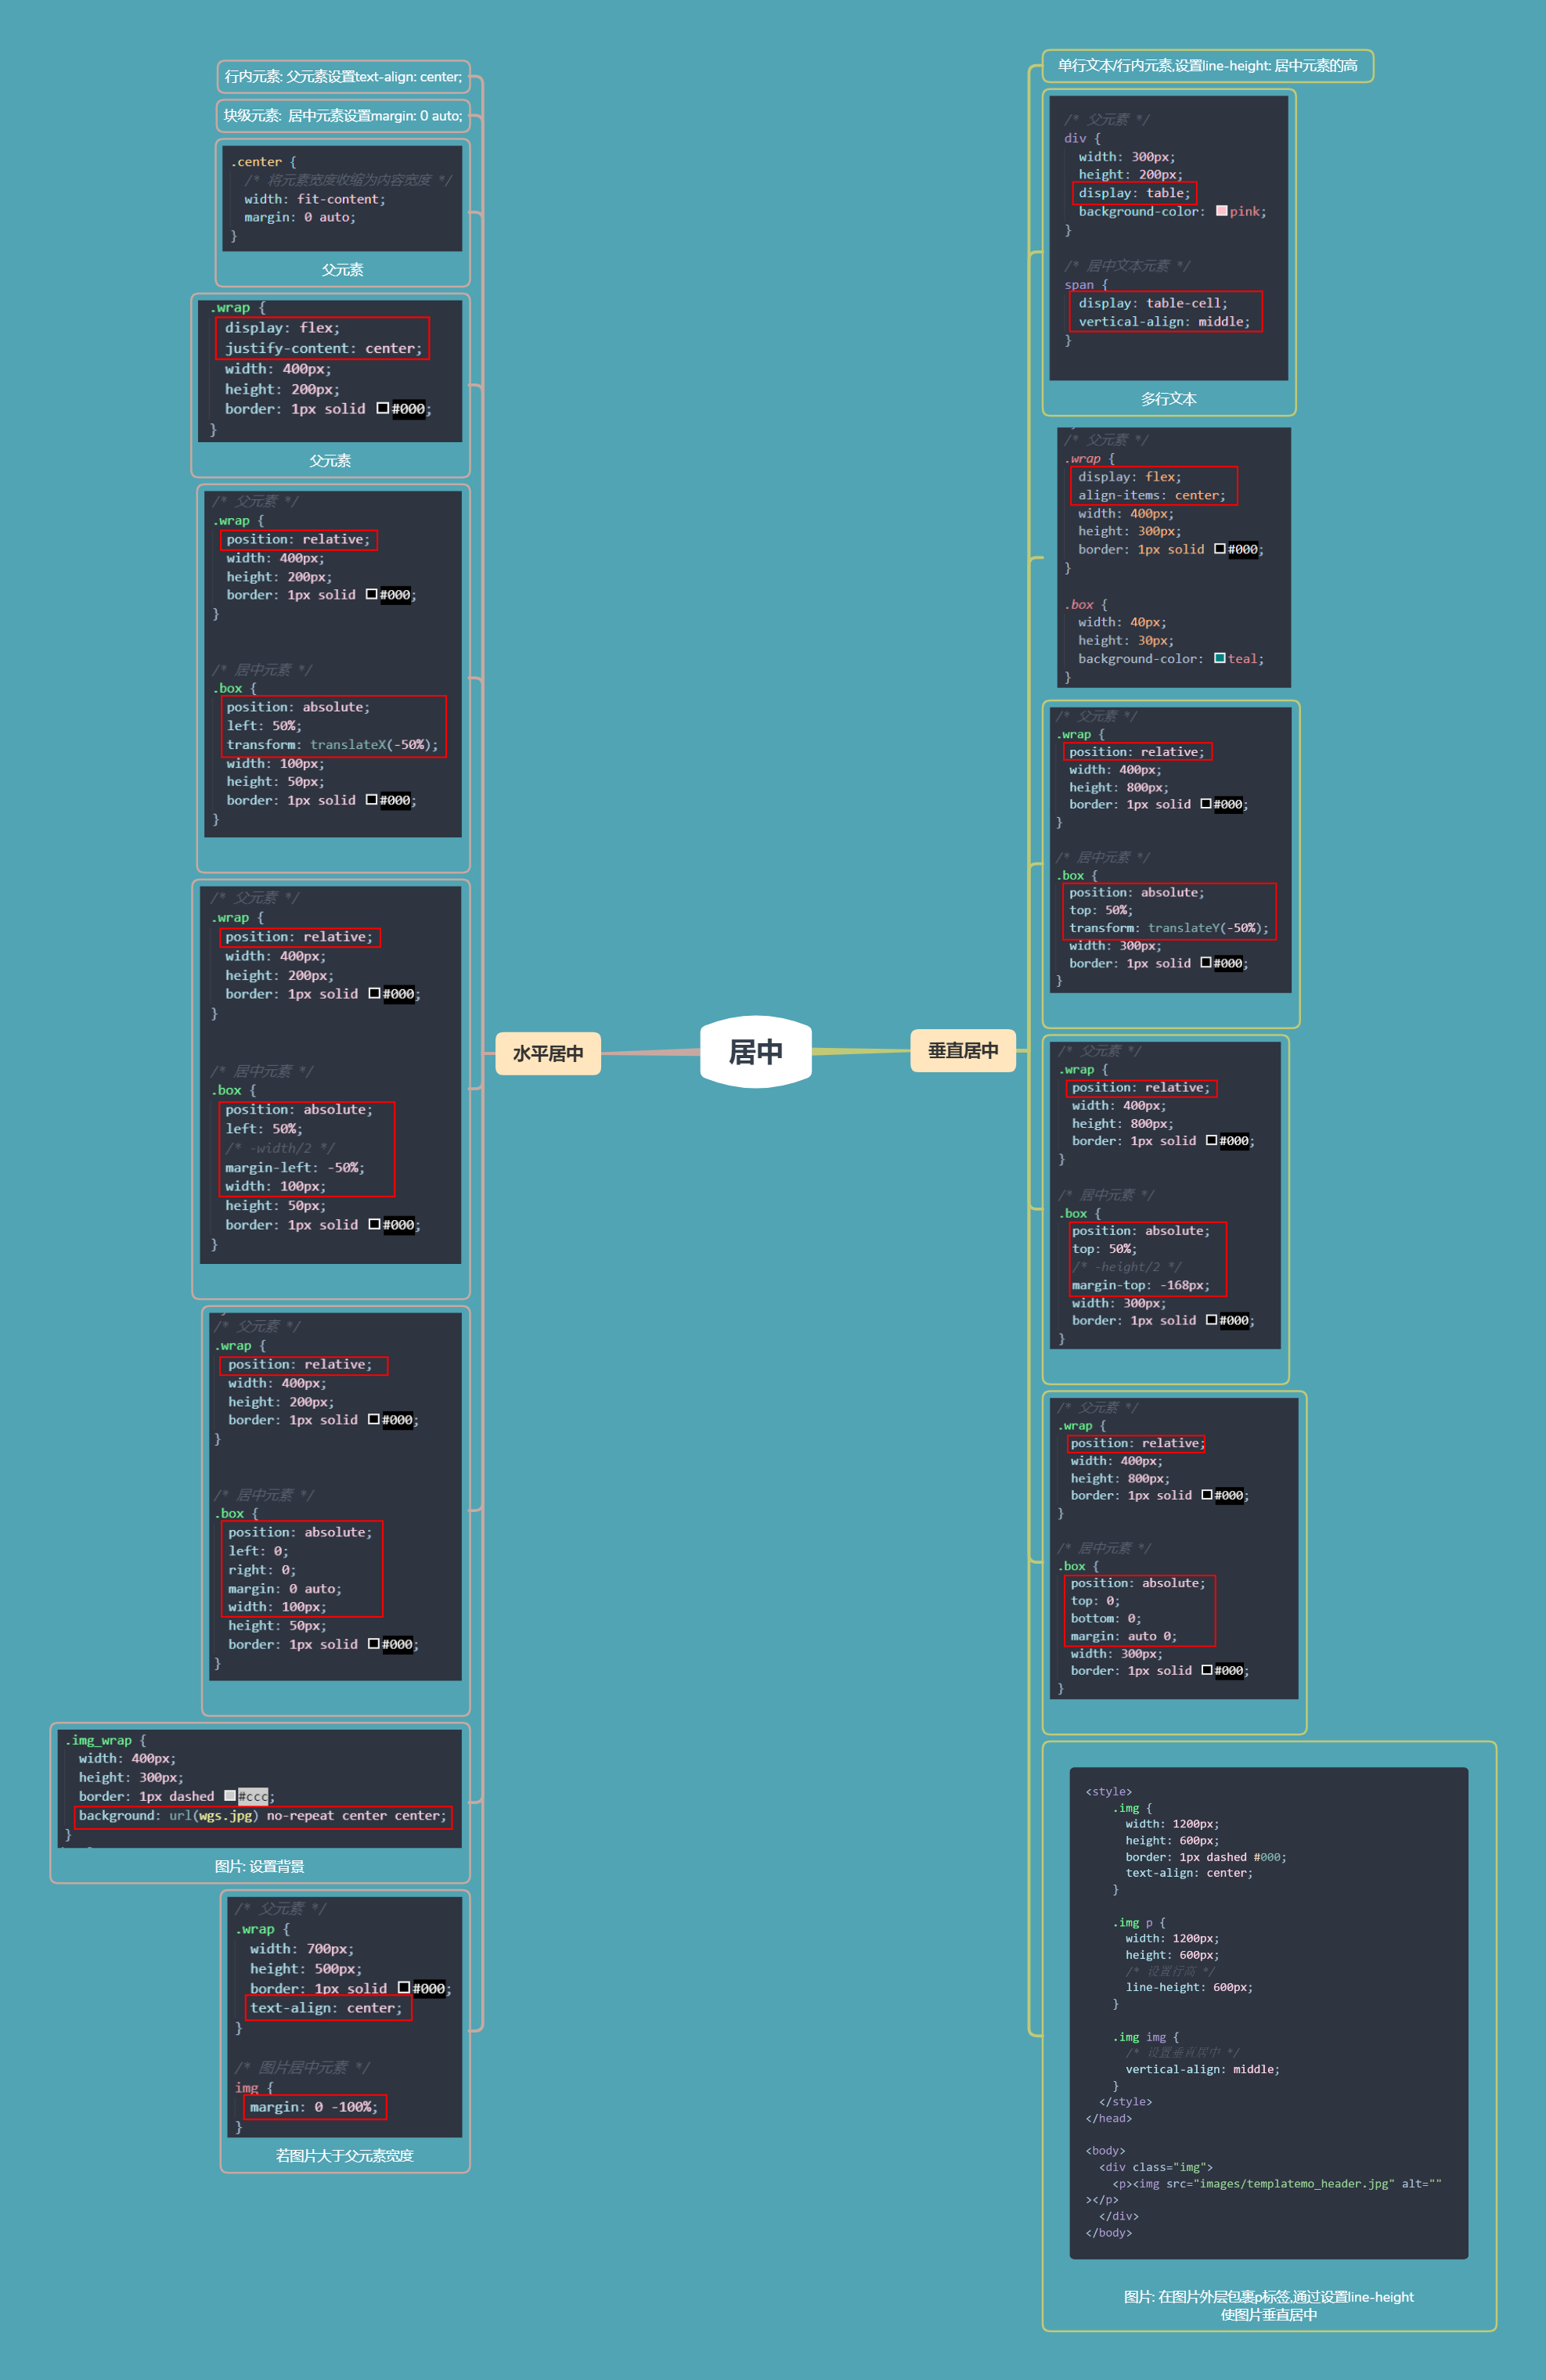 居中
水平居中
行内元素: 父元素设置text-align: center;
块级元素: 居中元素设置margin: 0 auto;
.center {
/* 将元素宽度收缩为内容宽度 */
width: fit-content;
margin: 0 auto;
}
父元素
.wrap {
display: flex;
justify-content: center;
width: 400px;
height: 200px;
border: 1px solid #000;
}
父元素
/* 父元素 */
.wrap {
position: relative;
width: 400px;
height: 200px;
border: 1px solid #000;
}
/* 居中元素 */
.box {
position: absolute;
left: 50%;
transform: translateX(-50%);
width: 100px;
height: 50px;
border: 1px solid #000;
}
/* 父元素 */
.wrap {
position: relative;
width: 400px;
height: 200px;
border: 1px solid #000;
}
/* 居中元素 */
.box {
position: absolute;
left: 50%;
/* -width/2 */
margin-left: -50%;
width: 100px;
height: 50px;
border: 1px solid #000;
}
/* 父元素 */
.wrap {
position: relative;
width: 400px;
height: 200px;
border: 1px solid #000;
}
/* 居中元素 */
.box {
position: absolute;
left: 0;
right: 0;
margin: 0 auto;
width: 100px;
height: 50px;
border: 1px solid #000;
}
.img_wrap {
width: 400px;
height: 300px;
border: 1px dashed #ccc;
background: url(wgs.jpg) no-repeat center center;
}
图片: 设置背景
/* 父元素 */
.wrap {
width: 700px;
height: 500px;
border: 1px solid #000;
text-align: center;
}
/* 图片居中元素 */
img {
margin: 0 -100%;
}
若图片大于父元素宽度
垂直居中
单行文本/行内元素,设置line-height: 居中元素的高
/* 父元素 */
div {
width: 300px;
height: 200px;
display: table;
background-color: pink;
}
/* 居中文本元素 */
span {
display: table-cell;
vertical-align: middle;
}
多行文本
/* 父元素 */
.wrap {
display: flex;
align-items: center;
width: 400px;
height: 300px;
border: 1px solid #000;
}
.box {
width: 40px;
height: 30px;
background-color: teal;
}
/* 父元素 */
.wrap {
position: relative;
width: 400px;
height: 800px;
border: 1px solid #000;
}
/* 居中元素 */
.box {
position: absolute;
top: 50%;
transform: translateY(-50%);
width: 300px;
border: 1px solid #000;
}
/* 父元素 */
.wrap {
position: relative;
width: 400px;
height: 800px;
border: 1px solid #000;
}
/* 居中元素 */
.box {
position: absolute;
top: 50%;
/* -height/2 */
margin-top: -168px;
width: 300px;
border: 1px solid #000;
}
/* 父元素 */
.wrap {
position: relative;
width: 400px;
height: 800px;
border: 1px solid #000;
}
/* 居中元素 */
.box {
position: absolute;
top: 0;
bottom: 0;
margin: auto 0;
width: 300px;
border: 1px solid #000;
}
<style>
.img {
width: 1200px;
height: 600px;
border: 1px dashed #000;
text-align: center;
}
.img p {
width: 1200px;
height: 600px;
/* 设置行高 */
line-height: 600px;
}
.img img {
/* 设置垂直居中 */
vertical-align: middle;
}
</style>
</head>
<body>
<div class="img">
<p><img src="images/templatemo_header.jpg" alt=""
></p>
</div>
</body>
图片: 在图片外层包裹p标签,通过设置line-height
使图片垂直居中